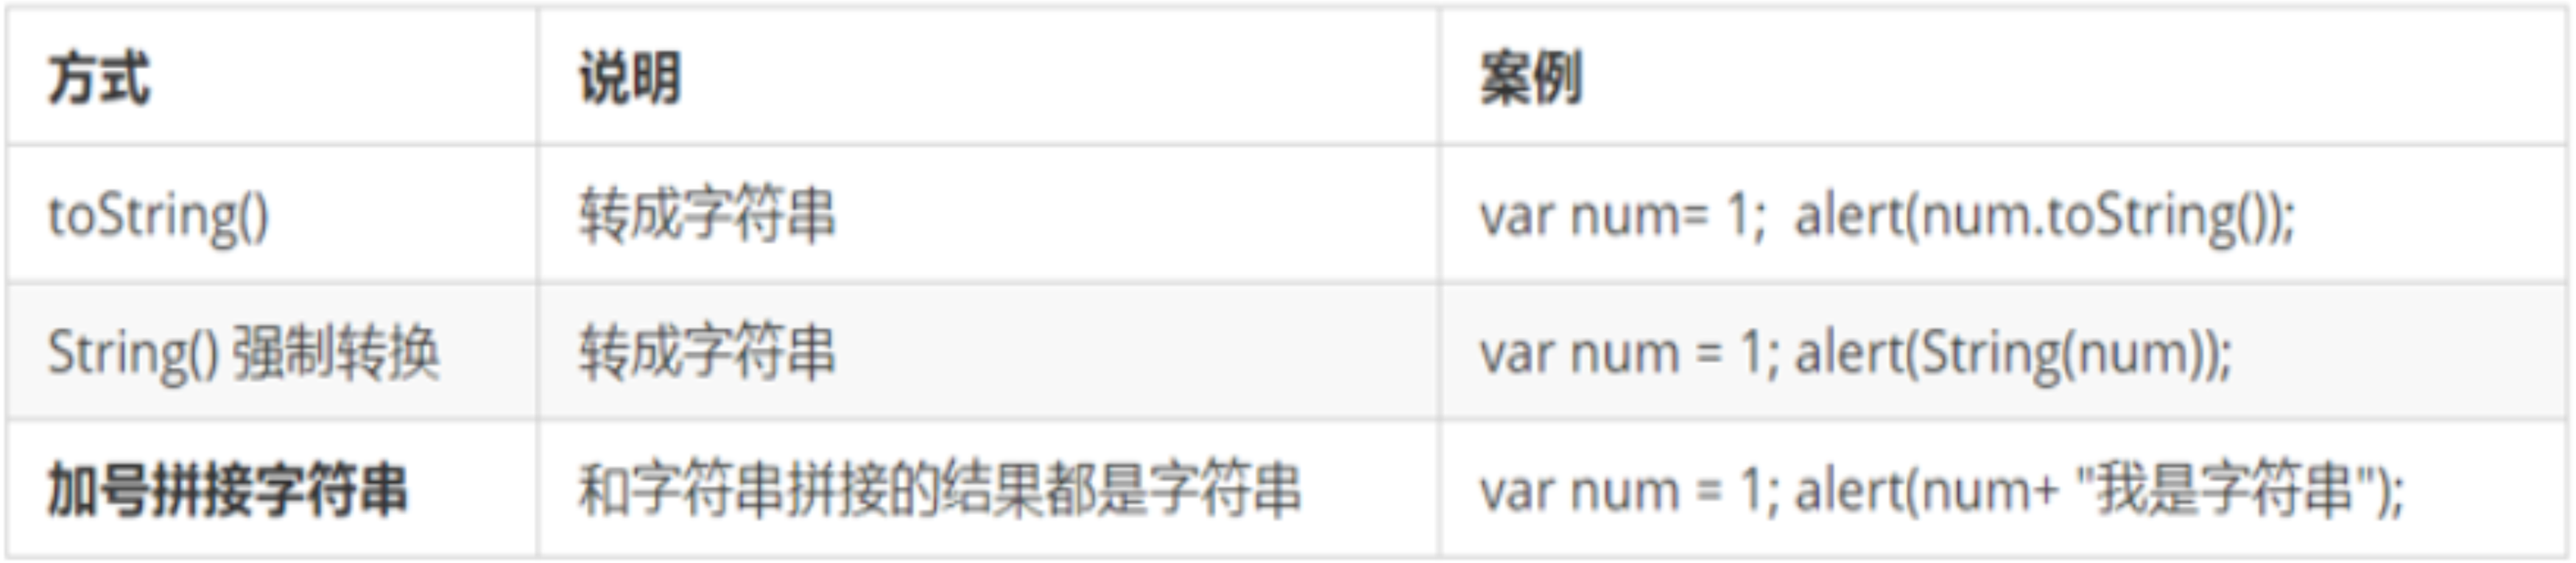 方式 说明 案例
toString() 转成字符串 var num= 1;  alert(num.toString());
String() 强制转换 转成字符串 var num = 1; alert(String(num));
加号拼接字符串 和字符串拼接的结果都是字符串 var num = 1; alert(num+ "我是字符串");